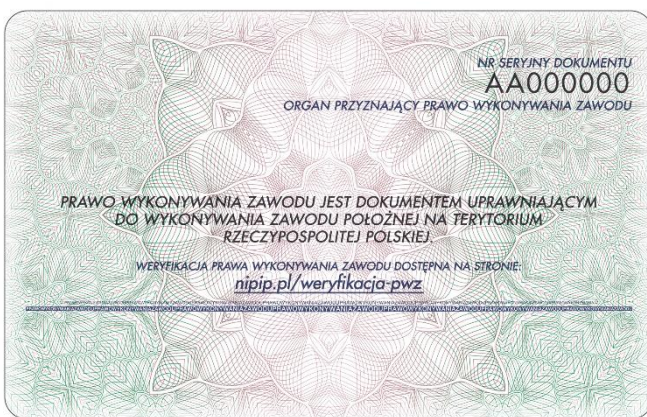 NR SERYJNY DOKUMENTU
AA000000
ORGAN PRZYZNAJĄCY PRAWO WYKONYWANIA ZAWODU
PRAWO WYKONYWANIA ZAWODU JEST DOKUMENTEM UPRAWNIAJĄCYM
DO WYKONYWANIA ZAWODU POŁOŻNEJ NA TERYTORIUM
RZECZYPOSPOLITEJ POLSKIEJ.
WERYFIKACJA PRAWA WYKONYWANIA ZAWODU DOSTĘPNA NA STRONIE:
nipip.pl/weryfikacja-pwz